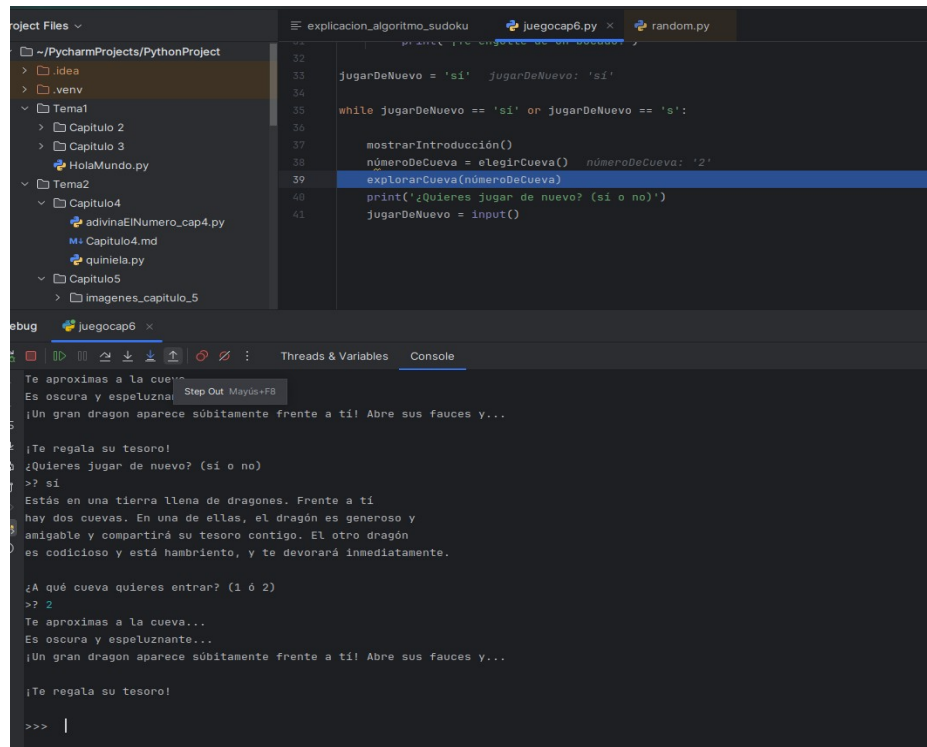 roject Files
explicacion_algoritmo_sudoku
juegocap6.py
random.py
~/PycharmProjects/PythonProject
.idea
.venv
Tema1
Capitulo 2
Capitulo 3
HolaMundo.py
Tema2
Capitulo4
adivinaElNumero_cap4.py
M↓ Capitulo4.md
quiniela.py
Capitulo5
imagenes_capitulo_5
32
33 jugarDeNuevo = 'sí' jugarDeNuevo: 'sí'
34
35 while jugarDeNuevo == 'sí' or jugarDeNuevo == 's':
36
37 mostrarIntroducción()
38 númeroDeCueva = elegirCueva() númeroDeCueva: '2'
39 explorarCueva(númeroDeCueva)
40 print('¿Quieres jugar de nuevo? (sí o no)')
41 jugarDeNuevo = input()
ebug juegocap6
Threads & Variables Console
Step Out Mayús+F8
Te aproximas a la
Es oscura y
¡Un gran dragon aparece súbitamente frente a tí! Abre sus fauces y...
¡Te regala su tesoro!
¿Quieres jugar de nuevo? (sí o no)
>? sí
Estás en una tierra llena de dragones. Frente a tí
hay dos cuevas. En una de ellas, el dragón es generoso y
amigable y compartirá su tesoro contigo. El otro dragón
es codicioso y está hambriento, y te devorará inmediatamente.
¿A qué cueva quieres entrar? (1 ó 2)
>? 2
Te aproximas a la cueva...
Es oscura y espeluznante...
¡Un gran dragon aparece súbitamente frente a tí! Abre sus fauces y...
¡Te regala su tesoro!
>>>